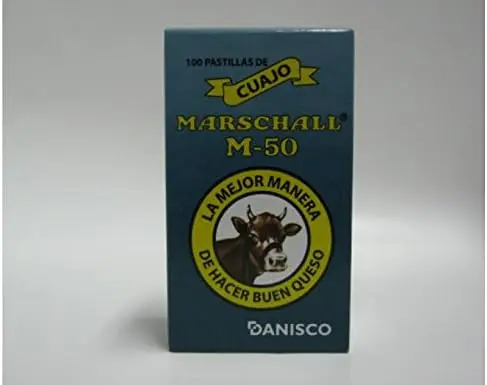 100 PASTILLAS DE
CUAJO
MARSCHALL®
M-50
LA MEJOR MANERA
DE HACER BUEN QUESO
DANISCO